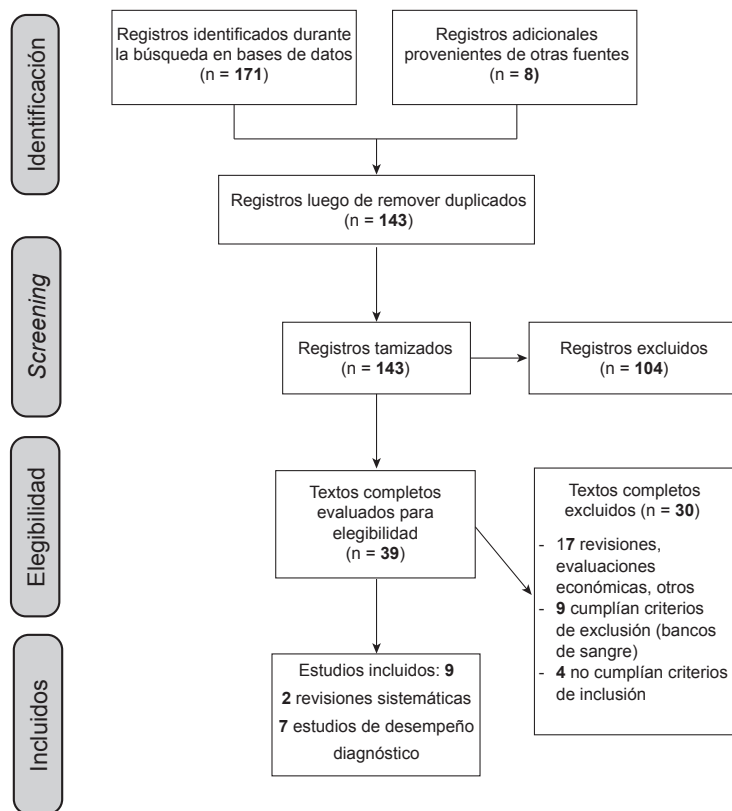 Identificación
Registros identificados durante
la búsqueda en bases de datos
(n = 171)
Registros adicionales
provenientes de otras fuentes
(n = 8)
Registros luego de remover duplicados
(n = 143)
Screening
Registros tamizados
(n = 143)
Registros excluidos
(n = 104)
Elegibilidad
Textos completos
evaluados para
elegibilidad
(n = 39)
Textos completos
excluidos (n = 30)
- 17 revisiones,
evaluaciones
económicas, otros
- 9 cumplían criterios
de exclusión (bancos
de sangre)
- 4 no cumplían criterios
de inclusión
Incluidos
Estudios incluidos: 9
2 revisiones sistemáticas
7 estudios de desempeño
diagnóstico